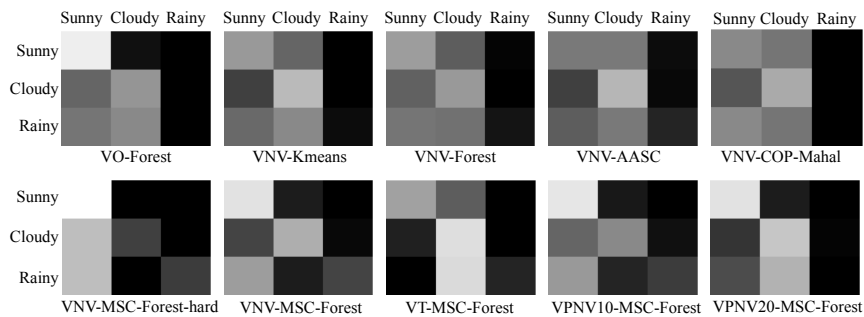 Sunny Cloudy Rainy Sunny Cloudy Rainy Sunny Cloudy Rainy Sunny Cloudy Rainy Sunny Cloudy Rainy
Sunny
Cloudy
Rainy
VO-Forest VNV-Kmeans VNV-Forest VNV-AASC VNV-COP-Mahal
Sunny
Cloudy
Rainy
VNV-MSC-Forest-hard VNV-MSC-Forest VT-MSC-Forest VPNV10-MSC-Forest VPNV20-MSC-Forest